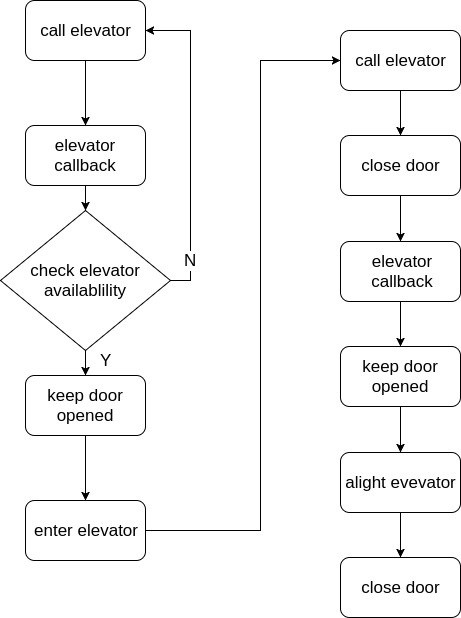 call elevator
elevator
callback
check elevator
availablility
N
Y
keep door
opened
enter elevator
call elevator
close door
elevator
callback
keep door
opened
alight evevator
close door